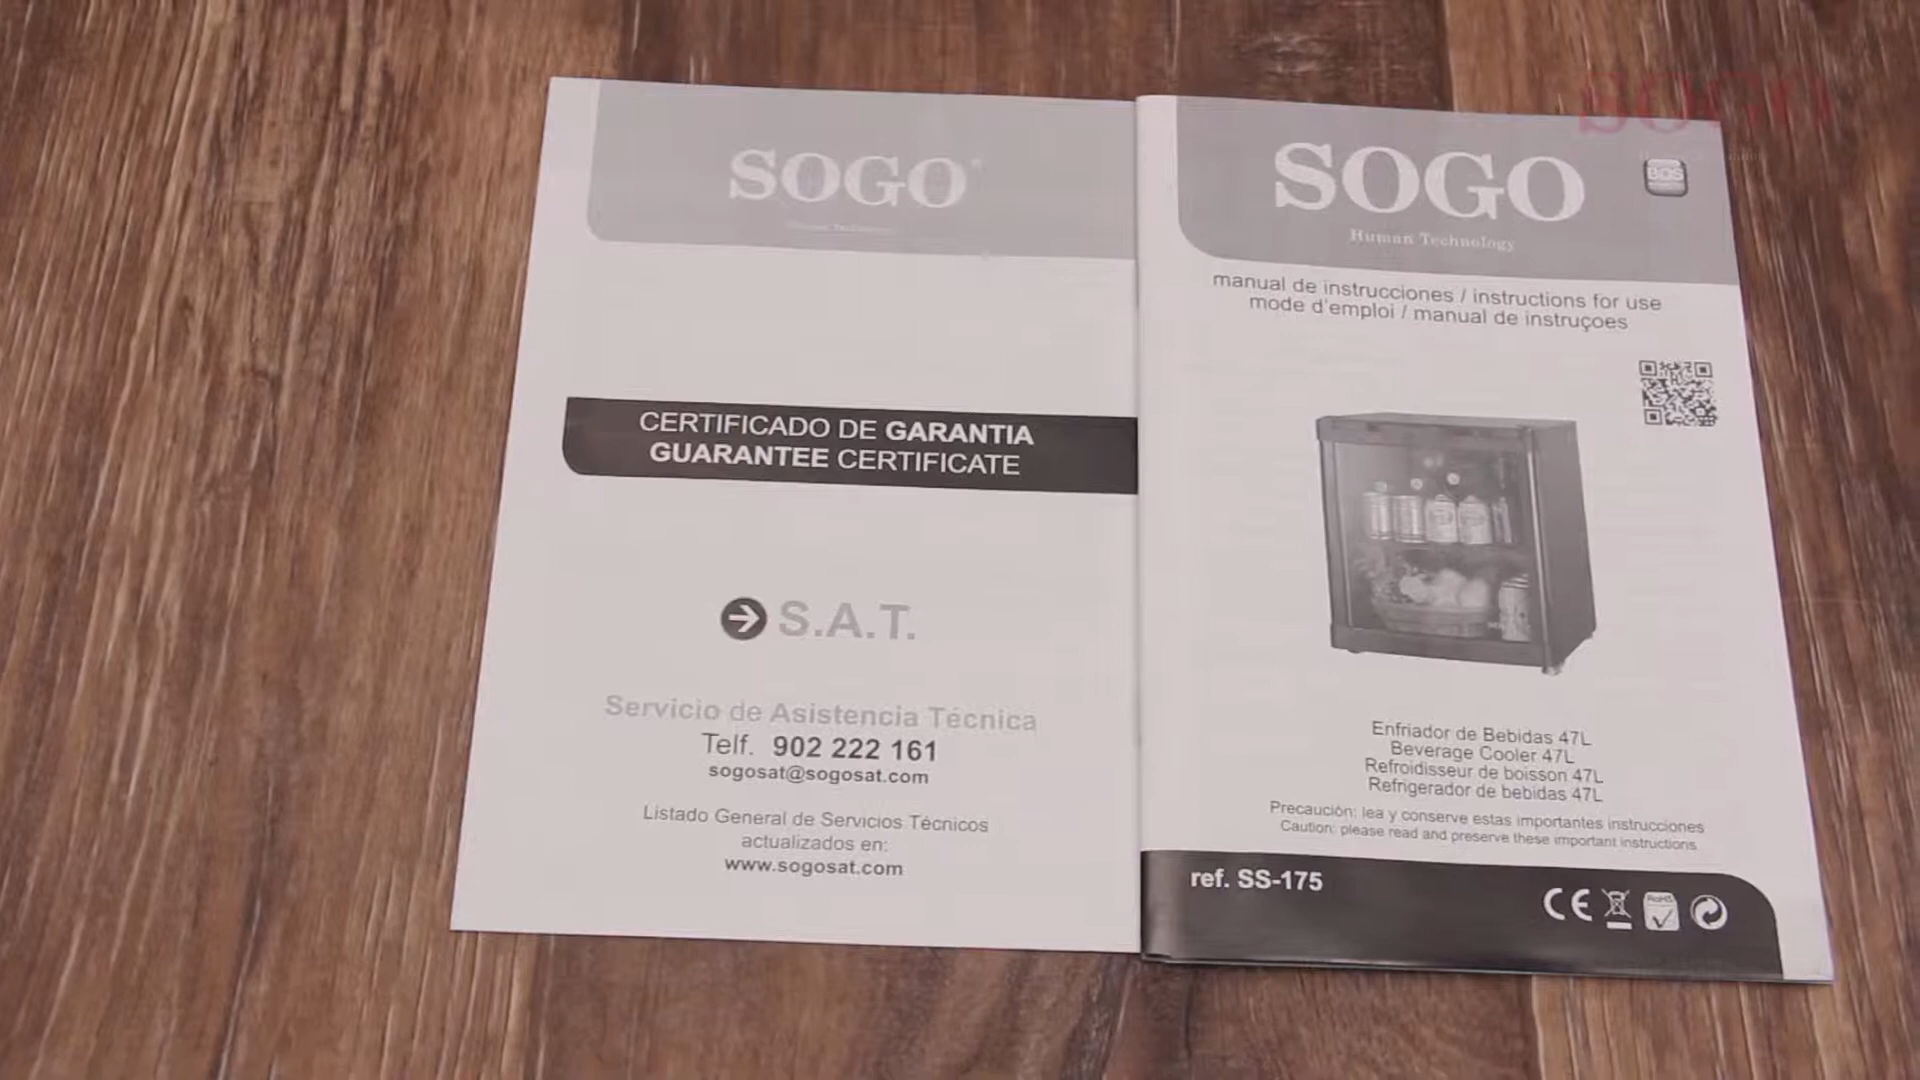 SOGO
SOGO
CERTIFICADO DE GARANTIA
GUARANTEE CERTIFICATE
S.A.T.
Servicio de Asistencia Técnica
Telf. 902 222 161
sogosat@sogosat.com
Listado General de Servicios Técnicos
actualizados en:
www.sogosat.com
SOGO
Human Technology
manual de instrucciones / instructions for use
mode d'emploi / manual de instruçoes
Enfriador de Bebidas 47L
Beverage Cooler 47L
Refroidisseur de boisson 47L
Refrigerador de bebidas 47L
Precaución: lea y conserve estas importantes instrucciones
Caution: please read and preserve these important instructions
ref. SS-175
CE
RoHS